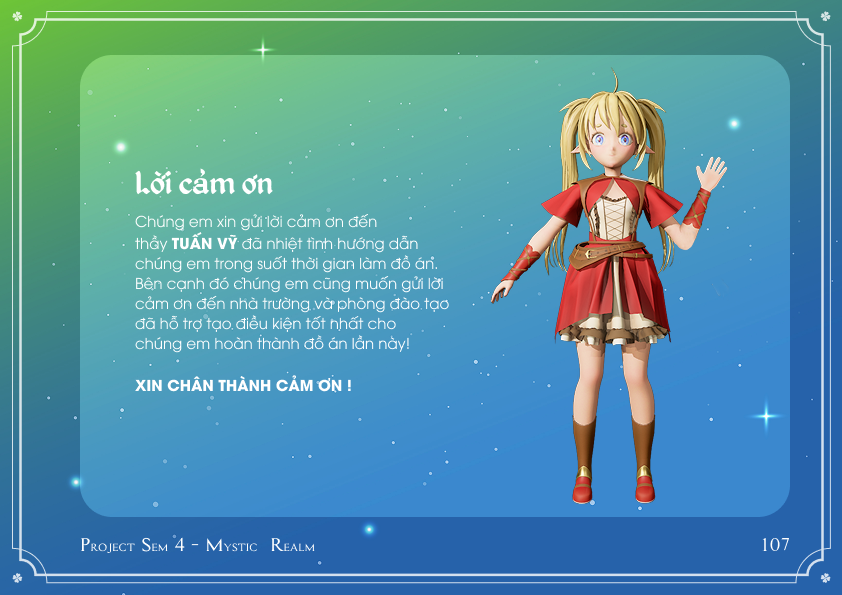 Lời cảm ơn
Chúng em xin gửi lời cảm ơn đến
thầy TUẤN VỸ đã nhiệt tình hướng dẫn
chúng em trong suốt thời gian làm đồ án.
Bên cạnh đó chúng em cũng muốn gửi lời
cảm ơn đến nhà trường và phòng đào tạo
đã hỗ trợ tạo điều kiện tốt nhất cho
chúng em hoàn thành đồ án lần này!
XIN CHÂN THÀNH CẢM ƠN !
Project Sem 4 - Mystic Realm
107